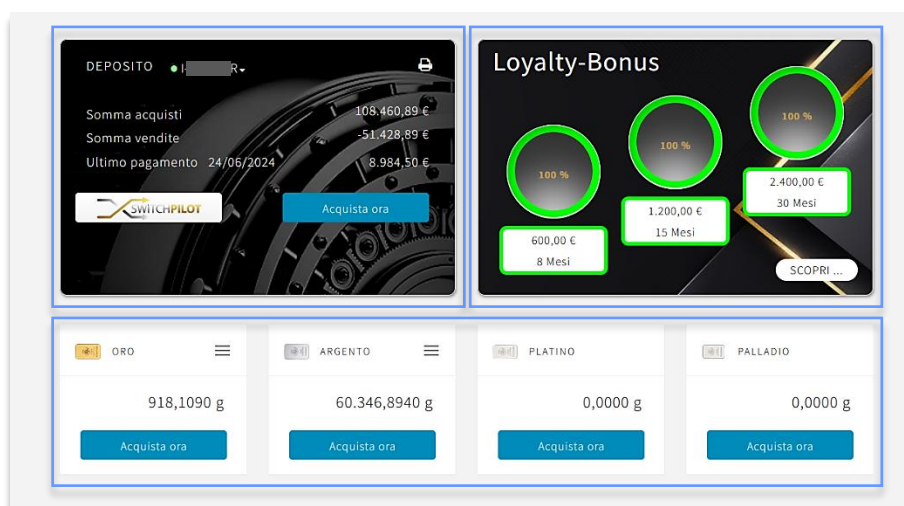 DEPOSITO
Somma acquisti 108.460,89 €
Somma vendite -51.428,89 €
Ultimo pagamento 24/06/2024 8.984,50 €
SWITCHPILOT
Acquista ora
Loyalty-Bonus
100 %
100 %
100 %
600,00 €
8 Mesi
1.200,00 €
15 Mesi
2.400,00 €
30 Mesi
SCOPRI ...
ORO
918,1090 g
Acquista ora
ARGENTO
60.346,8940 g
Acquista ora
PLATINO
0,0000 g
Acquista ora
PALLADIO
0,0000 g
Acquista ora